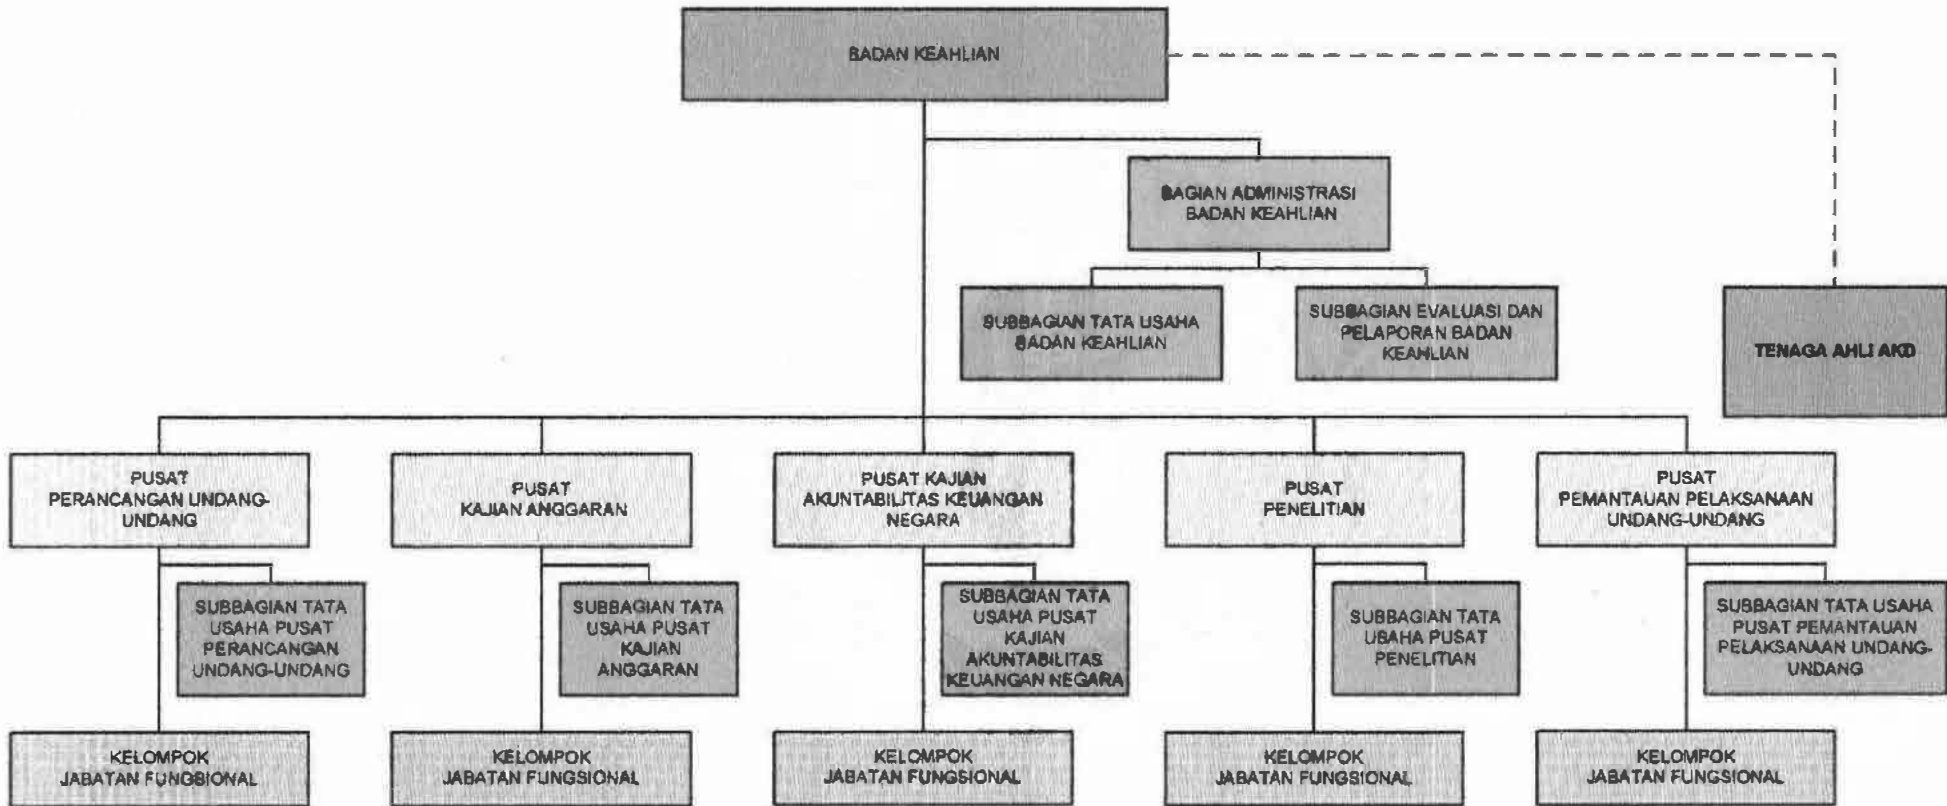 BADAN KEAHLIAN
BAGIAN ADMINISTRASI
BADAN KEAHLIAN
SUBBAGIAN TATA USAHA
BADAN KEAHLIAN
SUBBAGIAN EVALUASI DAN
PELAPORAN BADAN
KEAHLIAN
TENAGA AHLI AKD
PUSAT
PERANCANGAN UNDANG-
UNDANG
PUSAT
KAJIAN ANGGARAN
PUSAT KAJIAN
AKUNTABILITAS KEUANGAN
NEGARA
PUSAT
PENELITIAN
PUSAT
PEMANTAUAN PELAKSANAAN
UNDANG-UNDANG
SUBBAGIAN TATA
USAHA PUSAT
PERANCANGAN
UNDANG-UNDANG
SUBBAGIAN TATA
USAHA PUSAT
KAJIAN
ANGGARAN
SUBBAGIAN TATA
USAHA PUSAT
KAJIAN
AKUNTABILITAS
KEUANGAN NEGARA
SUBBAGIAN TATA
USAHA PUSAT
PENELITIAN
SUBBAGIAN TATA USAHA
PUSAT PEMANTAUAN
PELAKSANAAN UNDANG-
UNDANG
KELOMPOK
JABATAN FUNGSIONAL
KELOMPOK
JABATAN FUNGSIONAL
KELOMPOK
JABATAN FUNGSIONAL
KELOMPOK
JABATAN FUNGSIONAL
KELOMPOK
JABATAN FUNGSIONAL